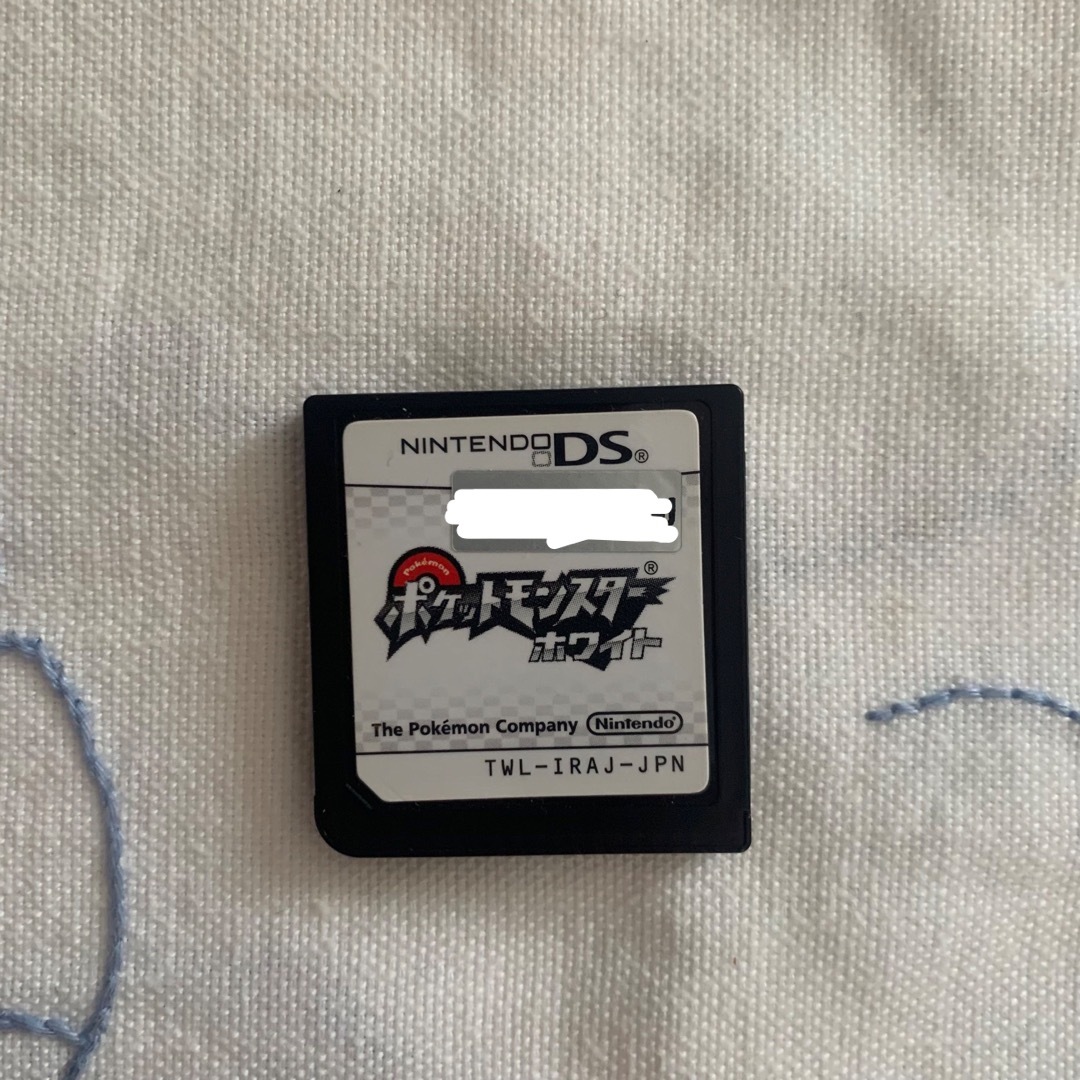 NINTENDO DS®
Pokémon
ポケットモンスター®
ホワイト
The Pokémon Company Nintendo®
TWL-IRAJ-JPN